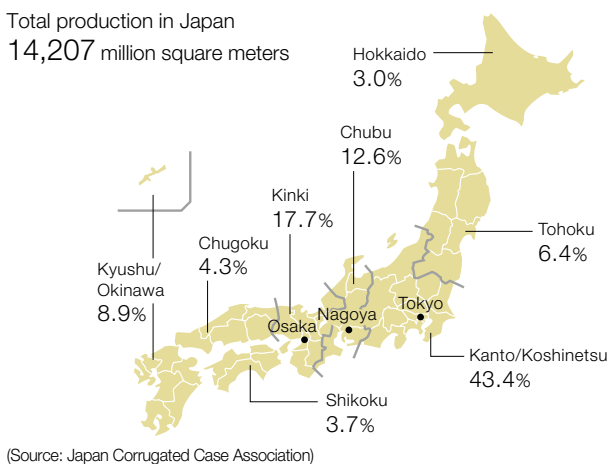 Total production in Japan
14,207 million square meters
Hokkaido
3.0%
Chubu
12.6%
Kinki
17.7%
Tohoku
6.4%
Chugoku
4.3%
Kyushu/
Okinawa
8.9%
Tokyo
Nagoya
Osaka
Kanto/Koshinetsu
43.4%
Shikoku
3.7%
(Source: Japan Corrugated Case Association)